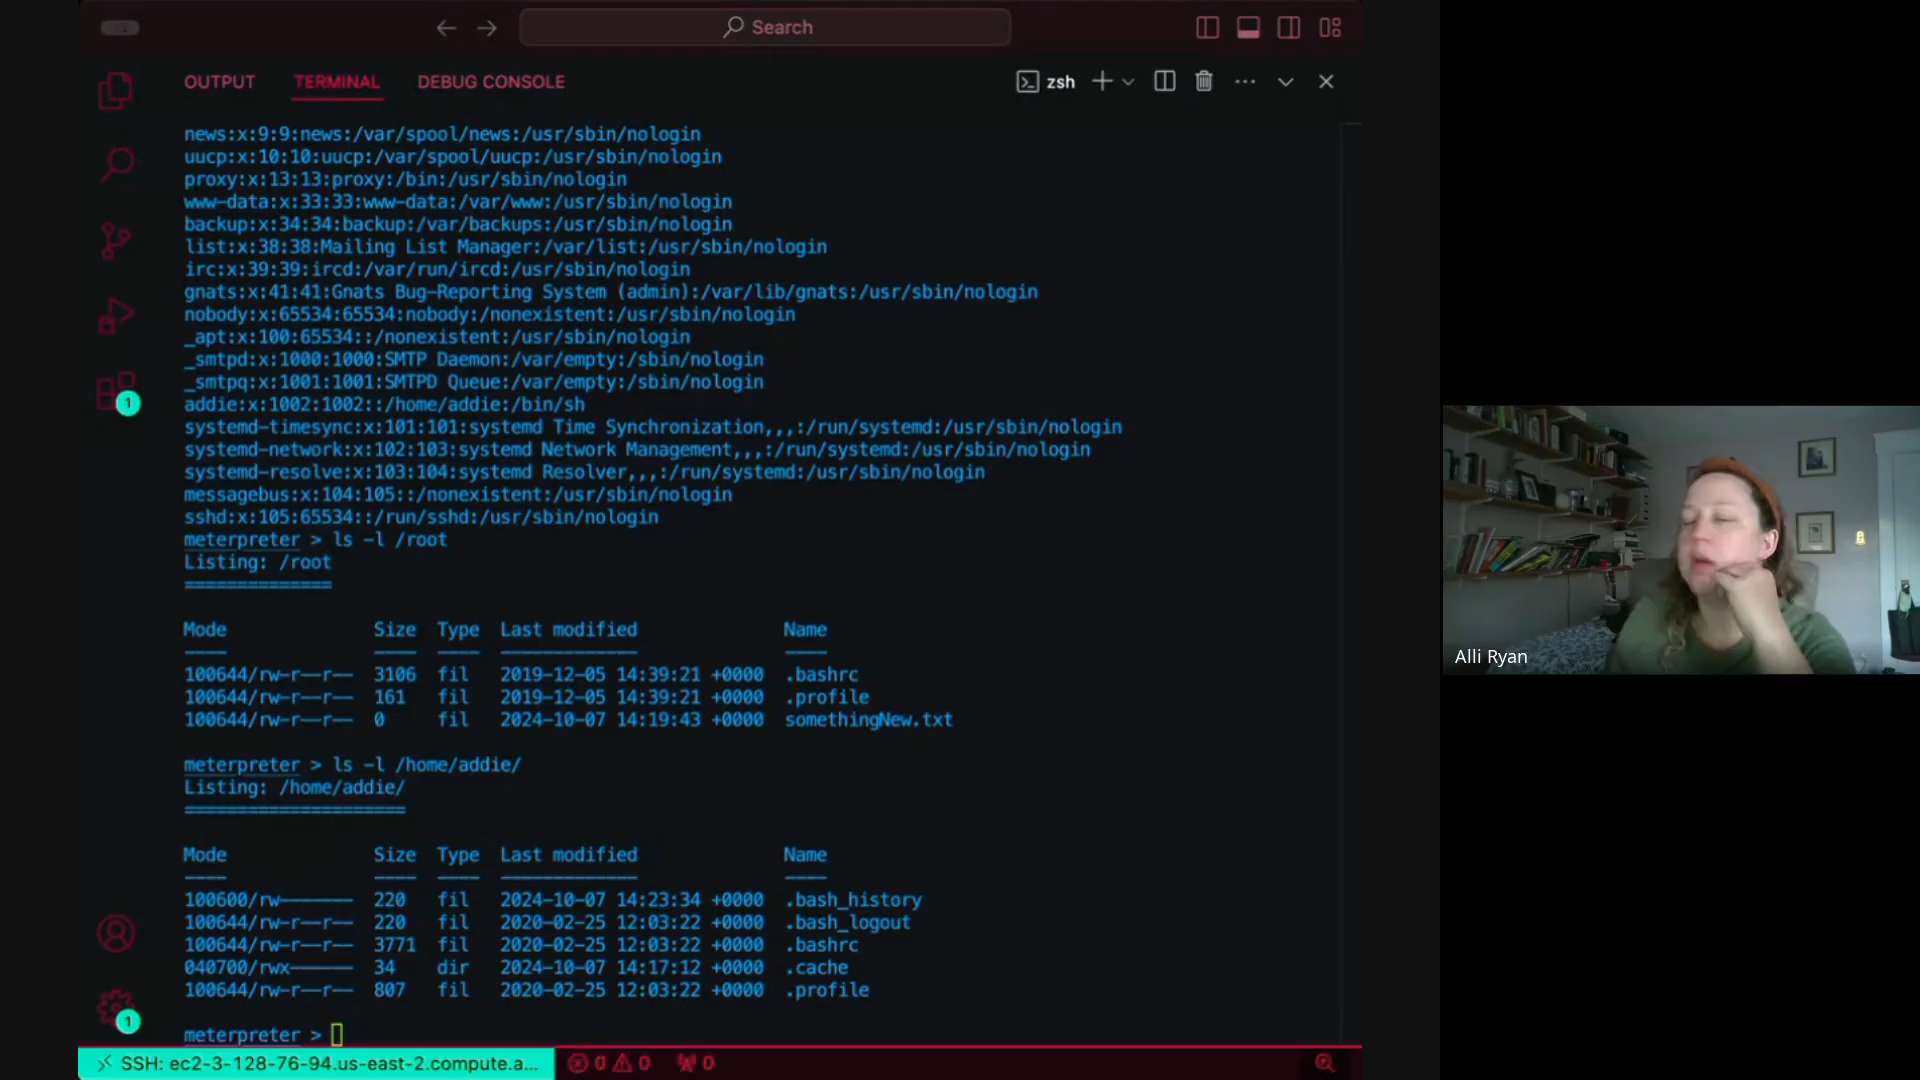 Search
OUTPUT TERMINAL DEBUG CONSOLE zsh
news:x:9:9:news:/var/spool/news:/usr/sbin/nologin
uucp:x:10:10:uucp:/var/spool/uucp:/usr/sbin/nologin
proxy:x:13:13:proxy:/bin:/usr/sbin/nologin
www-data:x:33:33:www-data:/var/www:/usr/sbin/nologin
backup:x:34:34:backup:/var/backups:/usr/sbin/nologin
list:x:38:38:Mailing List Manager:/var/list:/usr/sbin/nologin
irc:x:39:39:ircd:/var/run/ircd:/usr/sbin/nologin
gnats:x:41:41:Gnats Bug-Reporting System (admin):/var/lib/gnats:/usr/sbin/nologin
nobody:x:65534:65534:nobody:/nonexistent:/usr/sbin/nologin
_apt:x:100:65534::/nonexistent:/usr/sbin/nologin
_smtpd:x:1000:1000:SMTP Daemon:/var/empty:/sbin/nologin
_smtpq:x:1001:1001:SMTPD Queue:/var/empty:/sbin/nologin
addie:x:1002:1002::/home/addie:/bin/sh
systemd-timesync:x:101:101:systemd Time Synchronization,,,:/run/systemd:/usr/sbin/nologin
systemd-network:x:102:103:systemd Network Management,,,:/run/systemd:/usr/sbin/nologin
systemd-resolve:x:103:104:systemd Resolver,,,:/run/systemd:/usr/sbin/nologin
messagebus:x:104:105::/nonexistent:/usr/sbin/nologin
sshd:x:105:65534::/run/sshd:/usr/sbin/nologin
meterpreter > ls -l /root
Listing: /root
==============
Mode Size Type Last modified Name
---- ---- ---- ------------- ----
100644/rw-r--r-- 3106 fil 2019-12-05 14:39:21 +0000 .bashrc
100644/rw-r--r-- 161 fil 2019-12-05 14:39:21 +0000 .profile
100644/rw-r--r-- 0 fil 2024-10-07 14:19:43 +0000 somethingNew.txt
meterpreter > ls -l /home/addie/
Listing: /home/addie/
=====================
Mode Size Type Last modified Name
---- ---- ---- ------------- ----
100600/rw------- 220 fil 2024-10-07 14:23:34 +0000 .bash_history
100644/rw-r--r-- 220 fil 2020-02-25 12:03:22 +0000 .bash_logout
100644/rw-r--r-- 3771 fil 2020-02-25 12:03:22 +0000 .bashrc
040700/rwx------ 34 dir 2024-10-07 14:17:12 +0000 .cache
100644/rw-r--r-- 807 fil 2020-02-25 12:03:22 +0000 .profile
meterpreter >
SSH: ec2-3-128-76-94.us-east-2.compute.a... 0 0 0
1
1
Alli Ryan